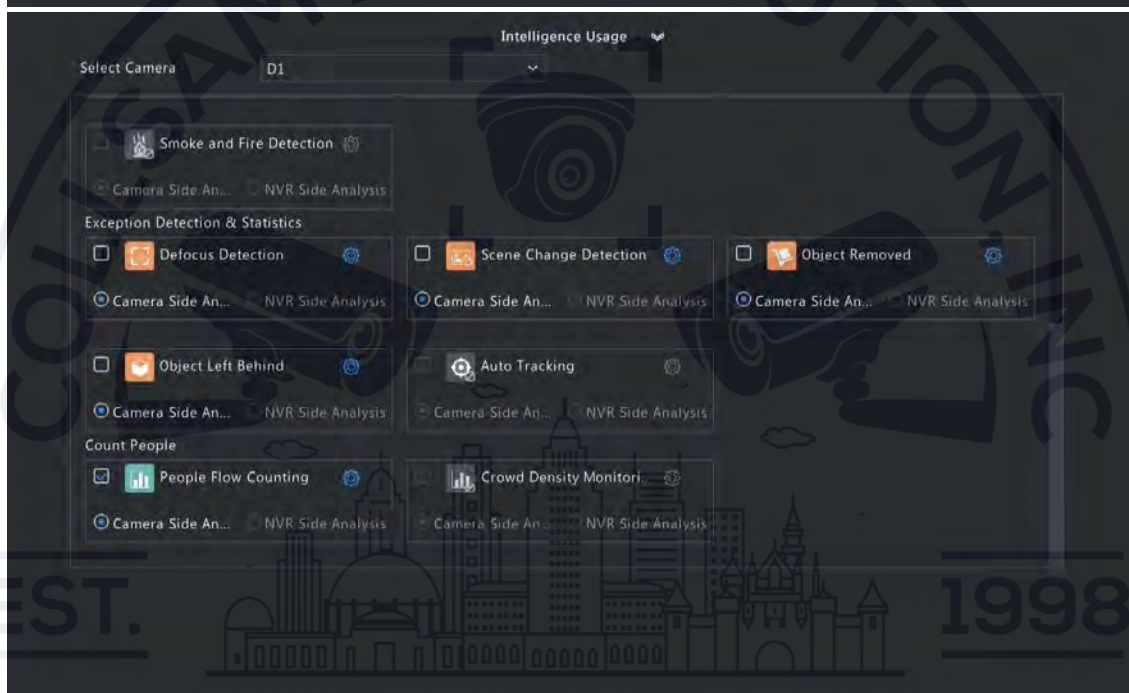 Intelligence Usage
Select Camera D1
Smoke and Fire Detection
Camera Side An... NVR Side Analysis
Exception Detection & Statistics
Defocus Detection Scene Change Detection Object Removed
Camera Side An... NVR Side Analysis Camera Side An... NVR Side Analysis Camera Side An... NVR Side Analysis
Object Left Behind Auto Tracking
Camera Side An... NVR Side Analysis Camera Side An... NVR Side Analysis
Count People
People Flow Counting Crowd Density Monitori..
Camera Side An... NVR Side Analysis Camera Side An... NVR Side Analysis
EST. 1998